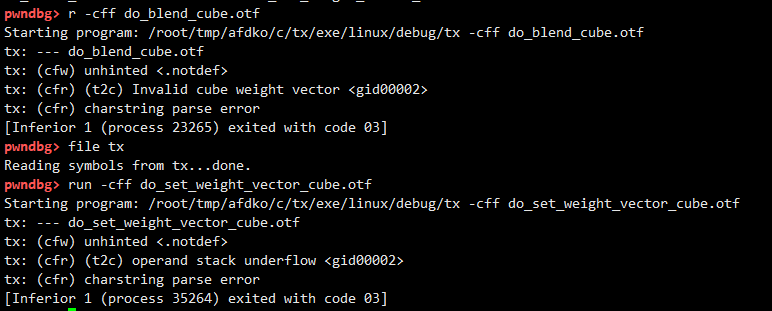 pwndbg> r -cff do_blend_cube.otf
Starting program: /root/tmp/afdko/c/tx/exe/linux/debug/tx -cff do_blend_cube.otf
tx: --- do_blend_cube.otf
tx: (cfw) unhinted <.notdef>
tx: (cfr) (t2c) Invalid cube weight vector <gid00002>
tx: (cfr) charstring parse error
[Inferior 1 (process 23265) exited with code 03]
pwndbg> file tx
Reading symbols from tx...done.
pwndbg> run -cff do_set_weight_vector_cube.otf
Starting program: /root/tmp/afdko/c/tx/exe/linux/debug/tx -cff do_set_weight_vector_cube.otf
tx: --- do_set_weight_vector_cube.otf
tx: (cfw) unhinted <.notdef>
tx: (cfr) (t2c) operand stack underflow <gid00002>
tx: (cfr) charstring parse error
[Inferior 1 (process 35264) exited with code 03]